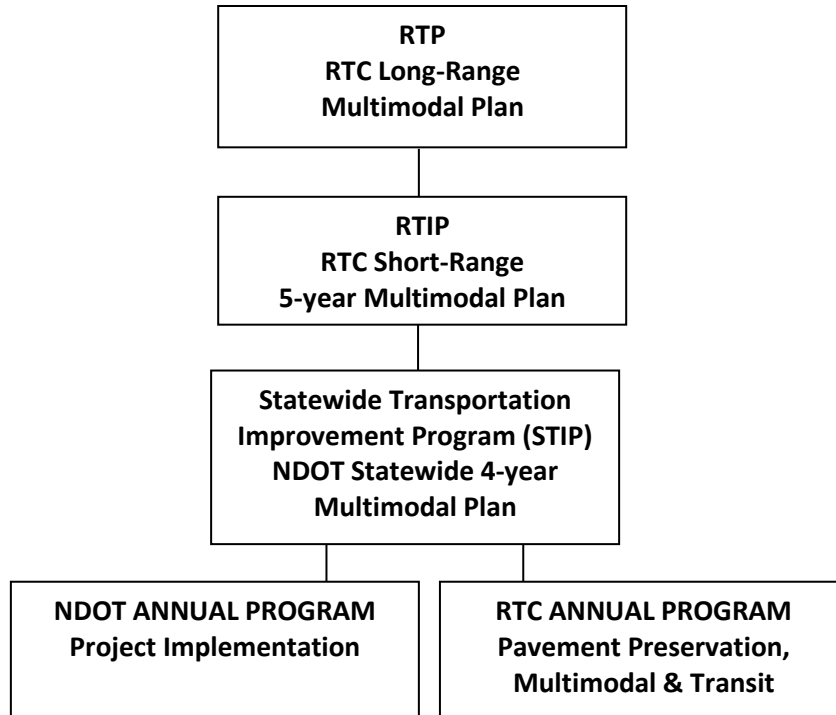 RTP
RTC Long-Range
Multimodal Plan
RTIP
RTC Short-Range
5-year Multimodal Plan
Statewide Transportation
Improvement Program (STIP)
NDOT Statewide 4-year
Multimodal Plan
NDOT ANNUAL PROGRAM
Project Implementation
RTC ANNUAL PROGRAM
Pavement Preservation,
Multimodal & Transit